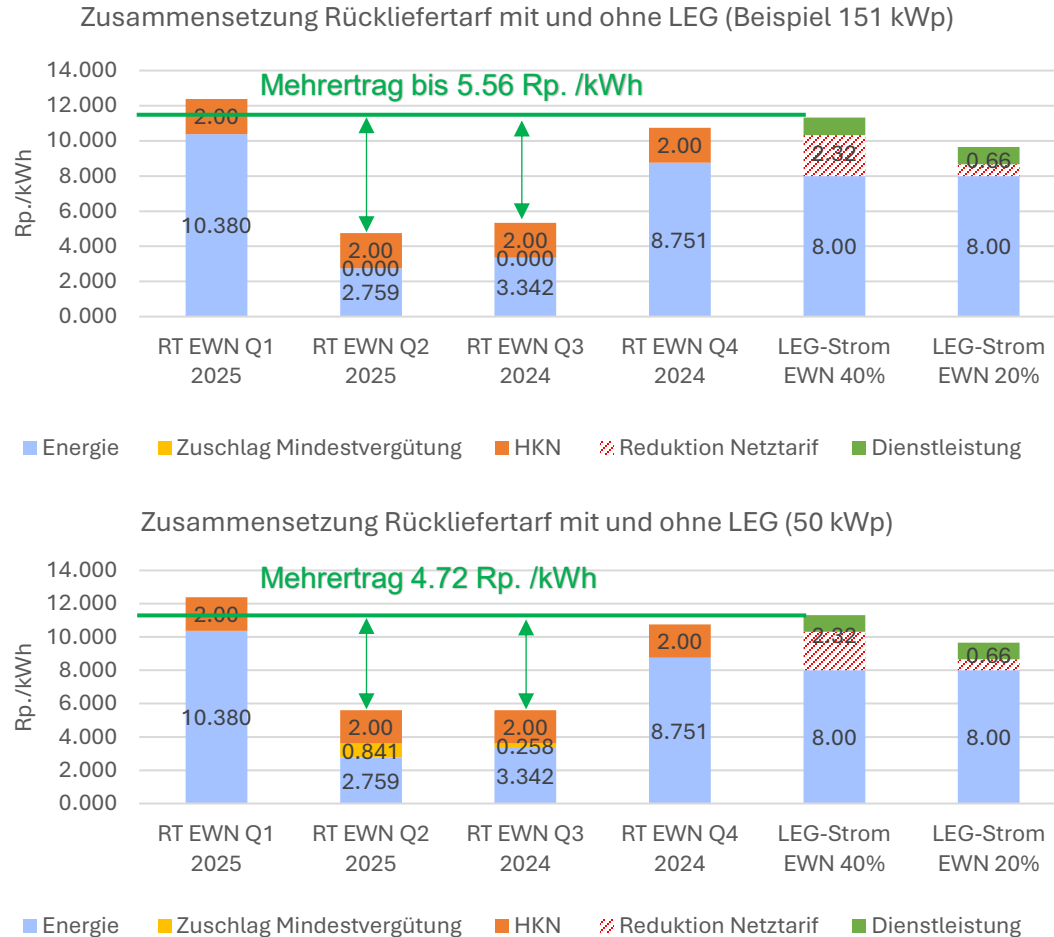 Zusammensetzung Rückliefertarf mit und ohne LEG (Beispiel 151 kWp)
Mehrertrag bis 5.56 Rp. /kWh
Rp./kWh
14.000
12.000
10.000
8.000
6.000
4.000
2.000
0.000
2.00
10.380
2.00
0.000
2.759
2.00
0.000
3.342
2.00
8.751
2.32
8.00
0.66
8.00
RT EWN Q1 2025
RT EWN Q2 2025
RT EWN Q3 2024
RT EWN Q4 2024
LEG-Strom EWN 40%
LEG-Strom EWN 20%
Energie Zuschlag Mindestvergütung HKN Reduktion Netztarif Dienstleistung
Zusammensetzung Rückliefertarf mit und ohne LEG (50 kWp)
Mehrertrag 4.72 Rp. /kWh
Rp./kWh
14.000
12.000
10.000
8.000
6.000
4.000
2.000
0.000
2.00
10.380
2.00
0.841
2.759
2.00
0.258
3.342
2.00
8.751
2.32
8.00
0.66
8.00
RT EWN Q1 2025
RT EWN Q2 2025
RT EWN Q3 2024
RT EWN Q4 2024
LEG-Strom EWN 40%
LEG-Strom EWN 20%
Energie Zuschlag Mindestvergütung HKN Reduktion Netztarif Dienstleistung